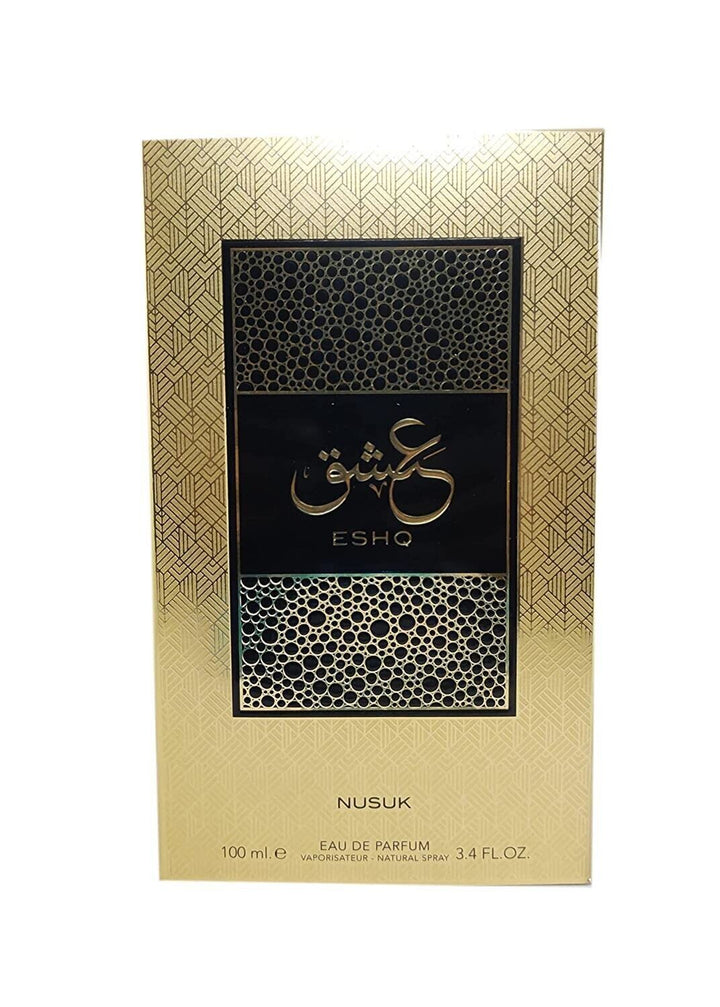 عشق
ESHQ
NUSUK
EAU DE PARFUM
100 ml.e VAPORISATEUR - NATURAL SPRAY 3.4 FL.OZ.